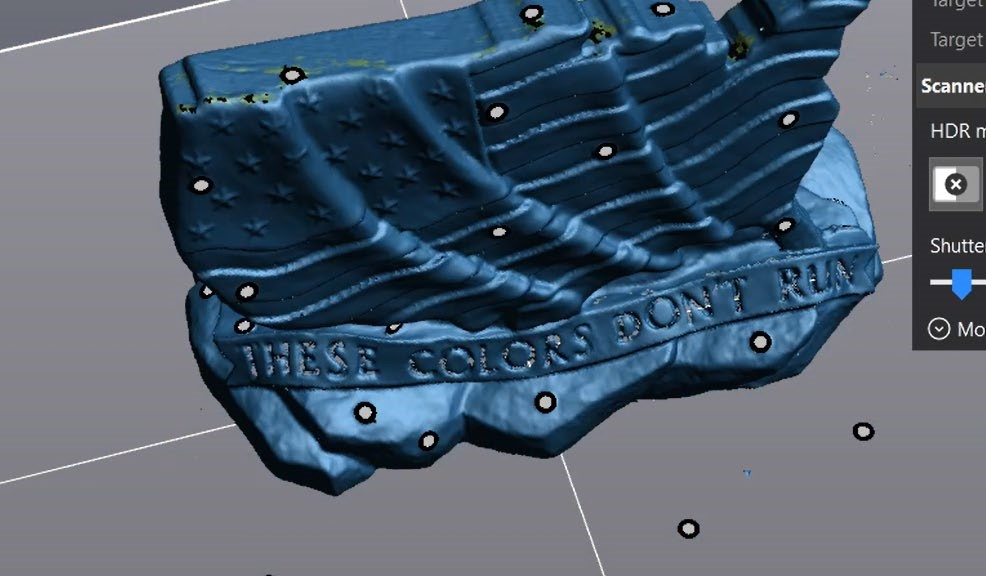 Target
Target
Scanne
HDR m
Shutte
Mo
THESE COLORS DON'T RUN